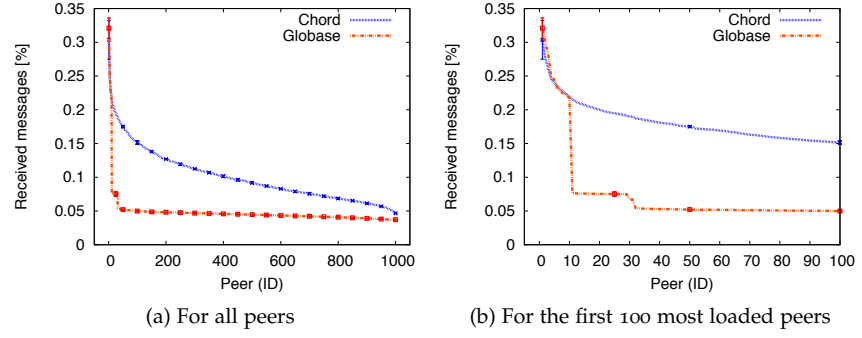 0.35
0.3
0.25
0.2
0.15
0.1
0.05
0
Received messages [%]
Chord
Globase
0 200 400 600 800 1000
Peer (ID)
(a) For all peers
0.35
0.3
0.25
0.2
0.15
0.1
0.05
0
Received messages [%]
Chord
Globase
0 10 20 30 40 50 60 70 80 90 100
Peer (ID)
(b) For the first 100 most loaded peers